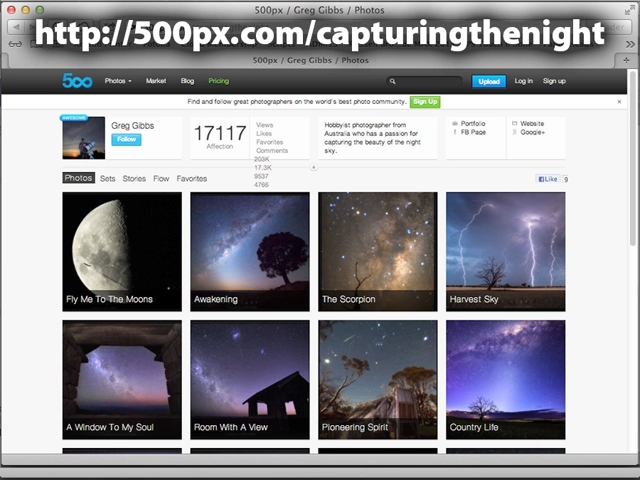 500px / Greg Gibbs / Photos
http://500px.com/capturingthenight
500px / Greg Gibbs / Photos
500 Photos Market Blog Pricing Upload Log in Sign up
Find and follow great photographers on the world's best photo community. Sign Up
AWESOME
Greg Gibbs
Follow
17117
Affection
Views
Likes
Favorites
Comments
203K
17.3K
9537
4766
Hobbyist photographer from
Australia who has a passion for
capturing the beauty of the night
sky.
Portfolio
FB Page
Website
Google+
Photos Sets Stories Flow Favorites
Like 9
Fly Me To The Moons
Awakening
The Scorpion
Harvest Sky
A Window To My Soul
Room With A View
Pioneering Spirit
Country Life